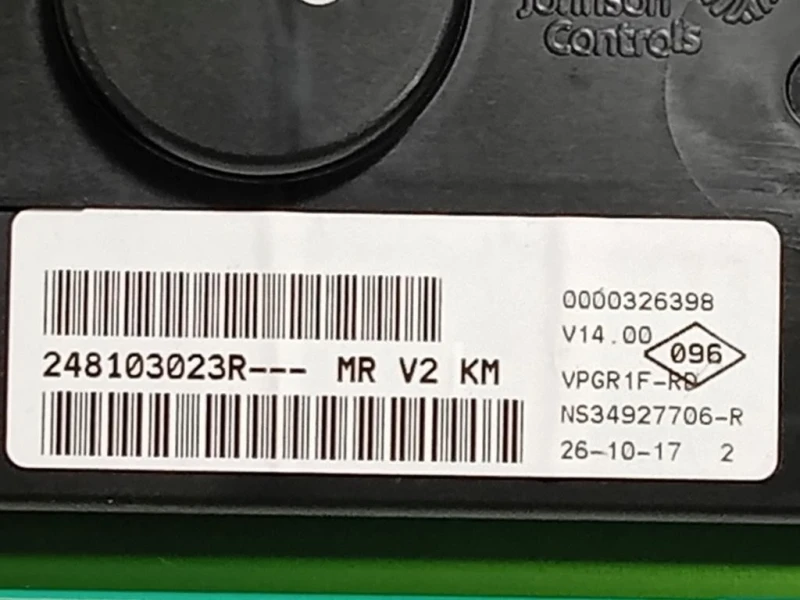 Johnson
Controls
248103023R--- MR V2 KM
0000326398
V14.00
096
VPGR1F-RD
NS34927706-R
26-10-17 2